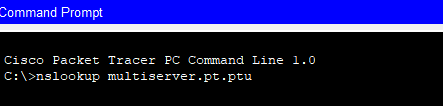 Command Prompt
Cisco Packet Tracer PC Command Line 1.0
C:\>nslookup multiserver.pt.ptu